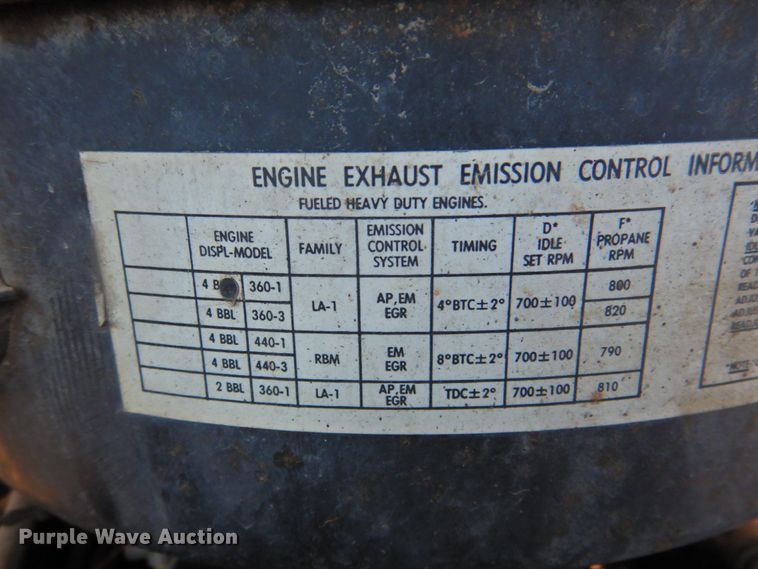 ENGINE EXHAUST EMISSION CONTROL INFORM
FUELED HEAVY DUTY ENGINES.
ENGINE DISPL-MODEL FAMILY EMISSION CONTROL SYSTEM TIMING D* IDLE SET RPM F* PROPANE RPM
4 360-1 LA-1 AP,EM EGR 4°BTC±2° 700±100 800
4 BBL 360-3 820
4 BBL 440-1 RBM EM EGR 8°BTC±2° 700±100 790
4 BBL 440-3
2 BBL 360-1 LA-1 AP,EM EGR TDC±2° 700±100 810
*NOTE
Purple Wave Auction